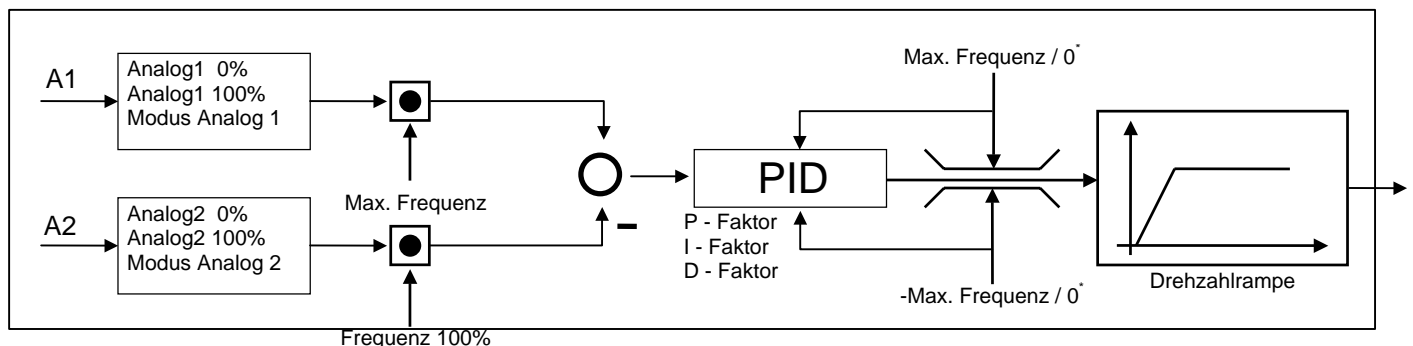 A1
Analog1 0%
Analog1 100%
Modus Analog 1
Max. Frequenz
A2
Analog2 0%
Analog2 100%
Modus Analog 2
Frequenz 100%
-
PID
P - Faktor
I - Faktor
D - Faktor
Max. Frequenz / 0*
-Max. Frequenz / 0*
Drehzahlrampe